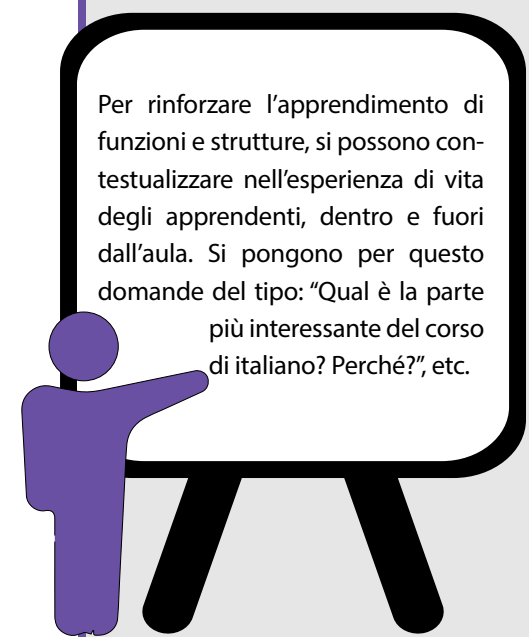 Per rinforzare l'apprendimento di
funzioni e strutture, si possono con-
testualizzare nell'esperienza di vita
degli apprendenti, dentro e fuori
dall'aula. Si pongono per questo
domande del tipo: “Qual è la parte
più interessante del corso
di italiano? Perché?”, etc.